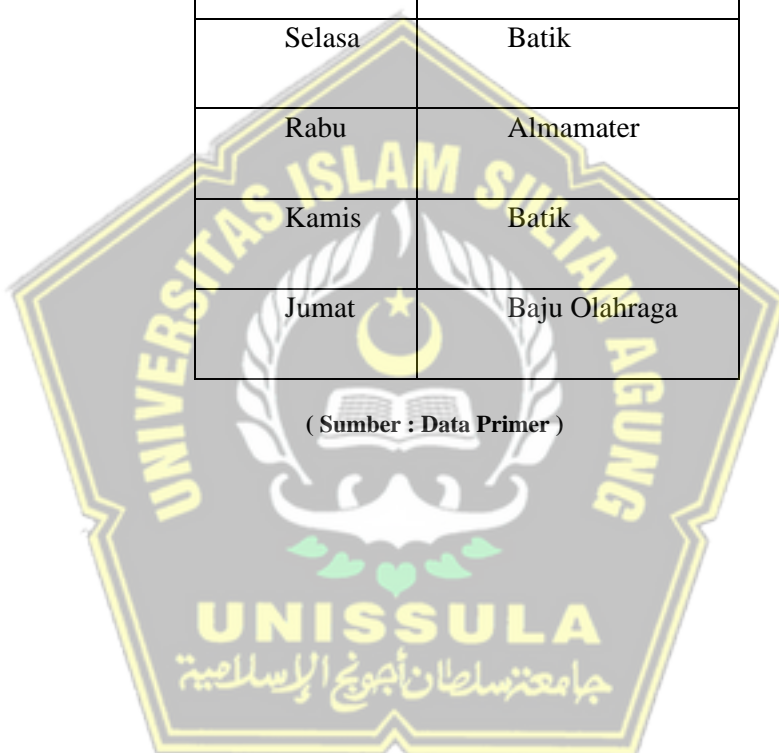 Selasa Batik
Rabu Almamater
Kamis Batik
Jumat Baju Olahraga
( Sumber : Data Primer )
UNIVERSITAS ISLAM SULTAN AGUNG
UNISSULA
جامعة سلطان أجونج الإسلامية